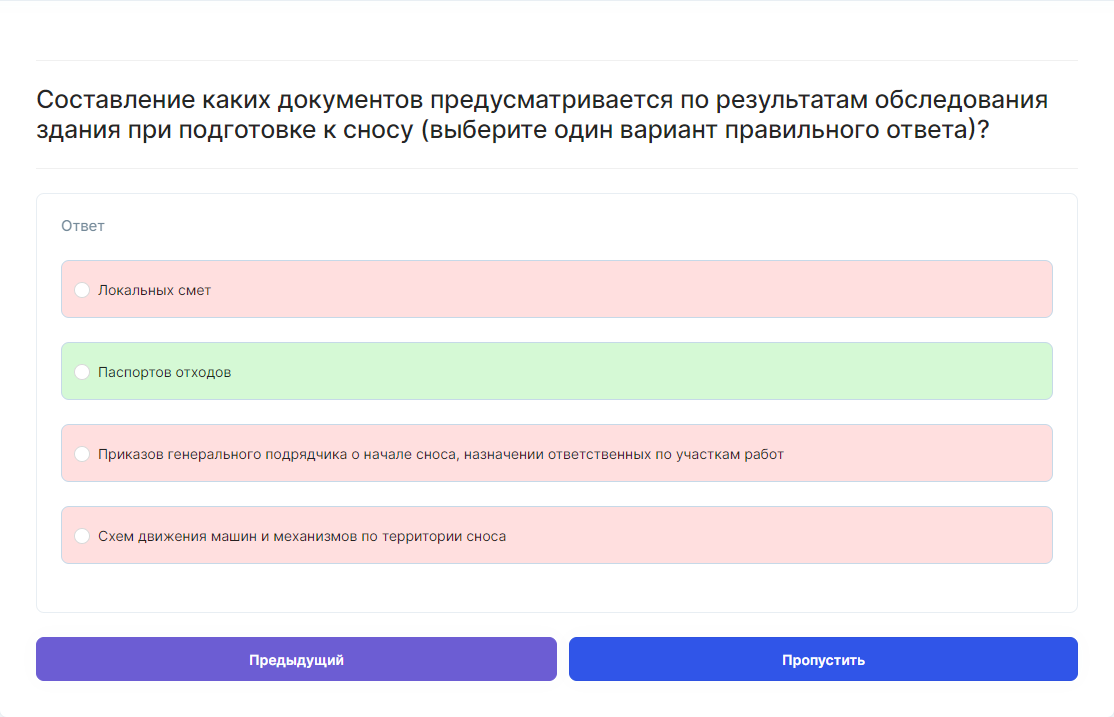 Составление каких документов предусматривается по результатам обследования
здания при подготовке к сносу (выберите один вариант правильного ответа)?
Ответ
Локальных смет
Паспортов отходов
Приказов генерального подрядчика о начале сноса, назначении ответственных по участкам работ
Схем движения машин и механизмов по территории сноса
Предыдущий
Пропустить